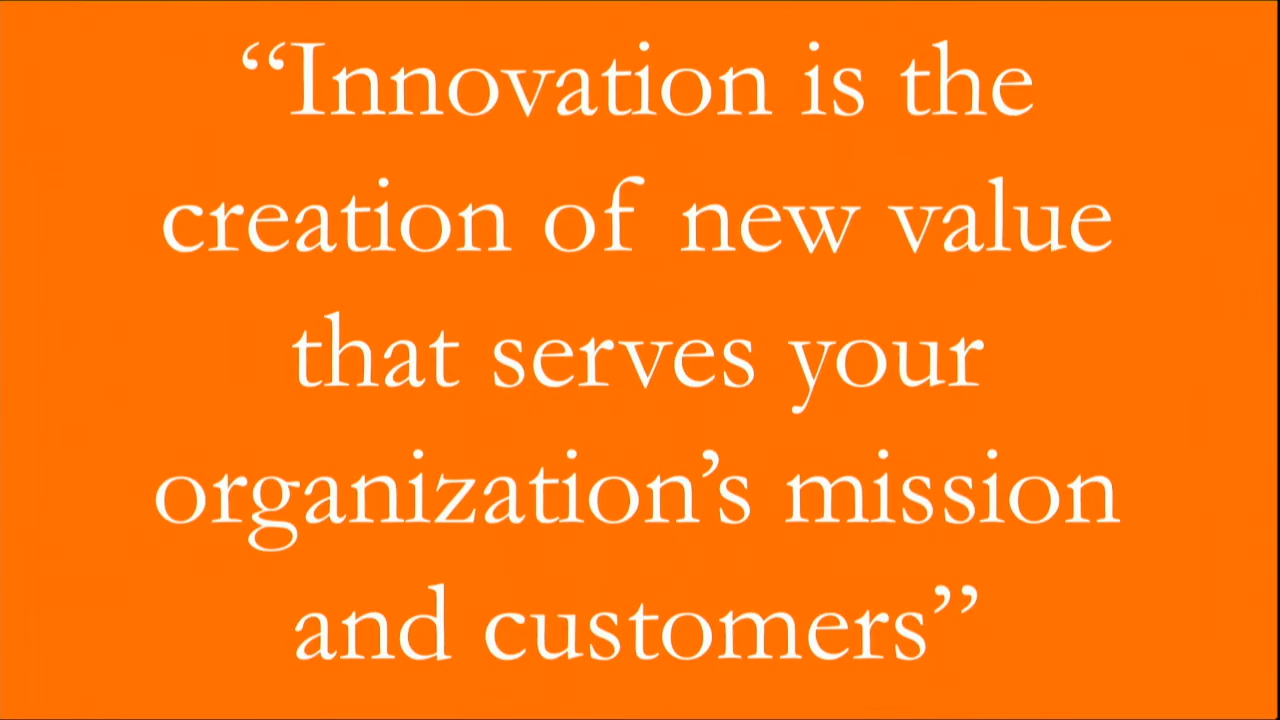 “Innovation is the
creation of new value
that serves your
organization’s mission
and customers”